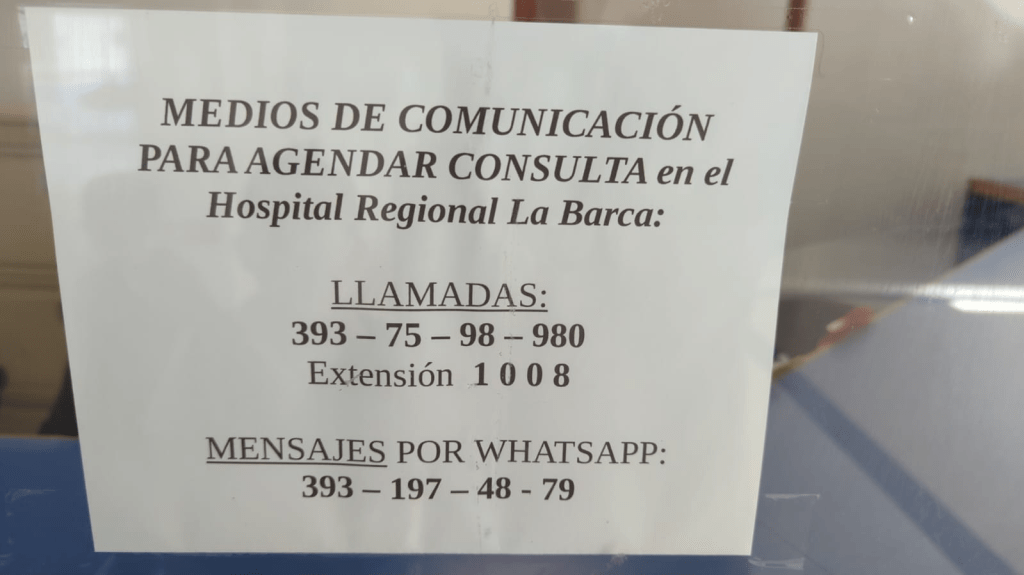 MEDIOS DE COMUNICACIÓN
PARA AGENDAR CONSULTA en el
Hospital Regional La Barca:
LLAMADAS:
393 – 75 – 98 – 980
Extensión 1 0 0 8
MENSAJES POR WHATSAPP:
393 – 197 – 48 - 79